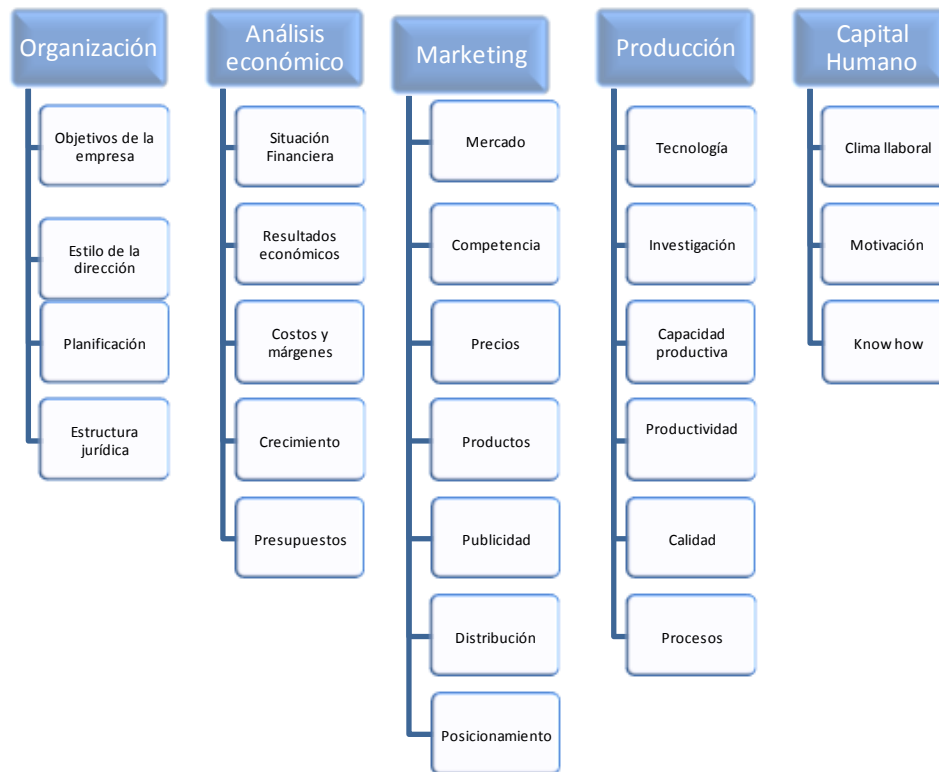 Organización
Objetivos de la
empresa
Estilo de la
dirección
Planificación
Estructura
jurídica
Análisis
económico
Situación
Financiera
Resultados
económicos
Costos y
márgenes
Crecimiento
Presupuestos
Marketing
Mercado
Competencia
Precios
Productos
Publicidad
Distribución
Posicionamiento
Producción
Tecnología
Investigación
Capacidad
productiva
Productividad
Calidad
Procesos
Capital
Humano
Clima llaboral
Motivación
Know how